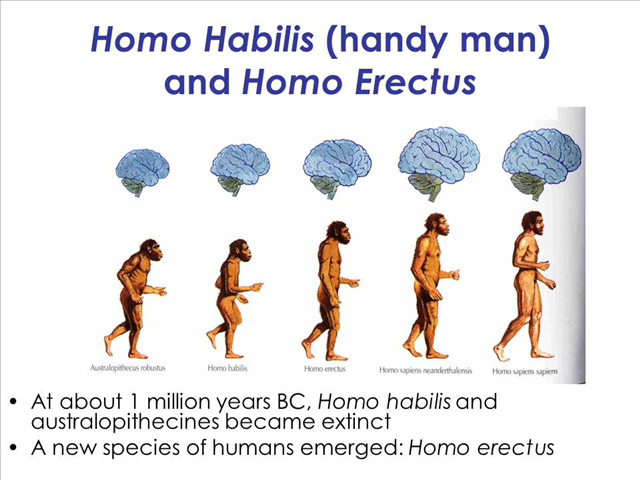 Homo Habilis (handy man)
and Homo Erectus
Australopithecus robustus
Homo habilis
Homo erectus
Homo sapiens neanderthalensis
Homo sapiens sapiens
• At about 1 million years BC, Homo habilis and
australopithecines became extinct
• A new species of humans emerged: Homo erectus